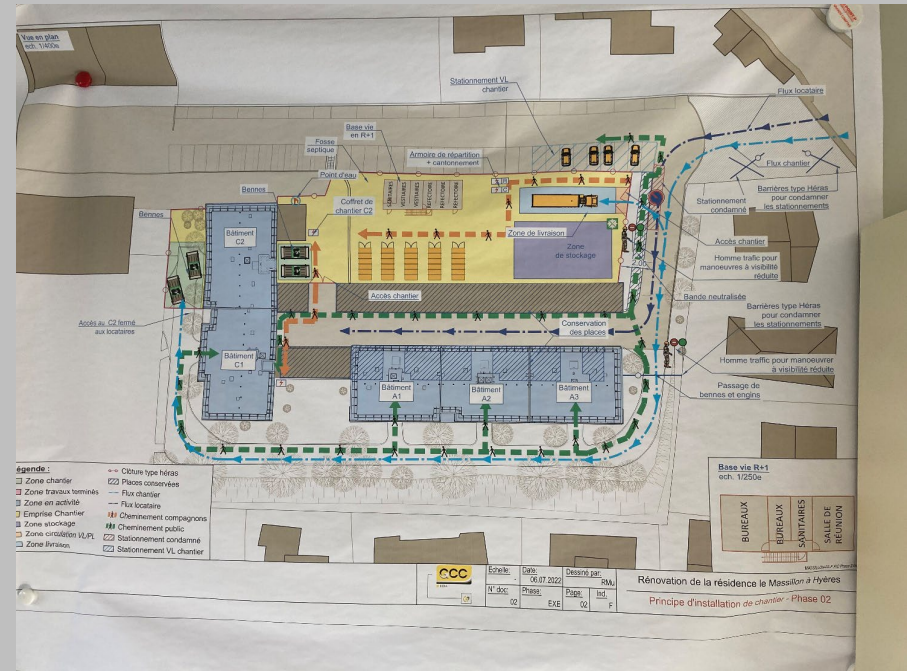 Vue en plan
ech. 1/400e
Stationnement VL
chantier
Flux locataire
Base vie
en R+1
Fosse
septique
Armoire de répartition
+ cantonnement
Flux chantier
Point d'eau
Bennes
Bennes
Coffret de
chantier C2
VESTIAIRES
VESTIAIRES
REFECTOIRE
REFECTOIRE
REFECTOIRE
Stationnement
condamné
Barrières type Héras
pour condamner
les stationnements
Bâtiment
C2
Zone de livraison
Zone
de stockage
Accès chantier
Homme trafic pour
manoeuvres à visibilité
réduite
Accès chantier
Bande neutralisée
Accès au C2 fermé
aux locataires
Conservation
des places
Barrières type Héras
pour condamner
les stationnements
Bâtiment
C1
Homme traffic pour manoeuvrer
à visibilité réduite
Bâtiment
A1
Bâtiment
A2
Bâtiment
A3
Passage de
bennes et engins
égende :
Zone chantier
Zone travaux terminés
Zone en activité
Emprise Chantier
Zone stockage
Zone circulation VL/PL
Zone livraison
Clôture type héras
Places conservées
Flux chantier
Flux locataire
Cheminement compagnons
Cheminement public
Stationnement condamné
Stationnement VL chantier
Base vie R+1
ech. 1/250e
BUREAUX
BUREAUX
SANITAIRES
SALLE DE
RÉUNION
CCC
Echelle:
-
Date:
06.07.2022
Dessiné par:
RMu
N° doc:
02
Phase:
EXE
Page:
02
Ind.
F
Rénovation de la résidence le Massillon à Hyères
Principe d'installation de chantier - Phase 02